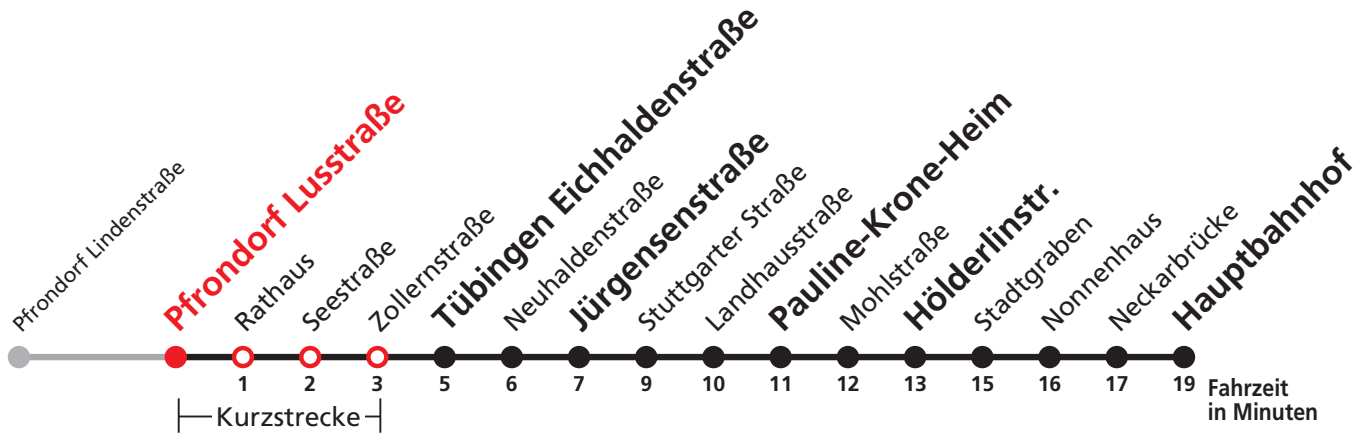 Pfrondorf Lindenstraße
Pfrondorf Lusstraße
Rathaus
Seestraße
Zollernstraße
Tübingen Eichhaldenstraße
Neuhaldenstraße
Jürgensenstraße
Stuttgarter Straße
Landhausstraße
Pauline-Krone-Heim
Mohlstraße
Hölderlinstr.
Stadtgraben
Nonnenhaus
Neckarbrücke
Hauptbahnhof
1 2 3 5 6 7 9 10 11 12 13 15 16 17 19 Fahrzeit
in Minuten
Kurzstrecke